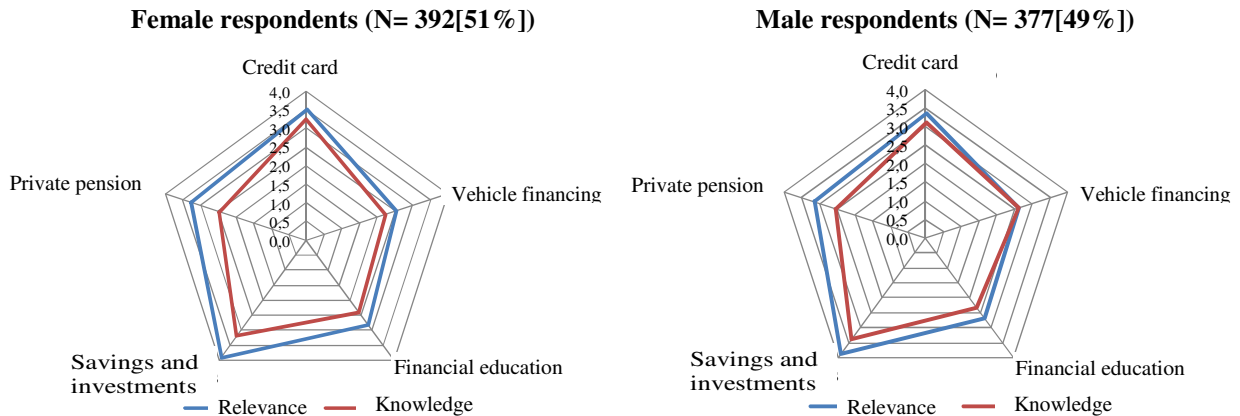 Female respondents (N= 392[51%])
Credit card
4,0
3,5
3,0
2,5
2,0
1,5
1,0
0,5
0,0
Private pension
Vehicle financing
Savings and
investments
Financial education
Relevance
Knowledge
Male respondents (N= 377[49%])
Credit card
4,0
3,5
3,0
2,5
2,0
1,5
1,0
0,5
0,0
Private pension
Vehicle financing
Savings and
investments
Financial education
Relevance
Knowledge